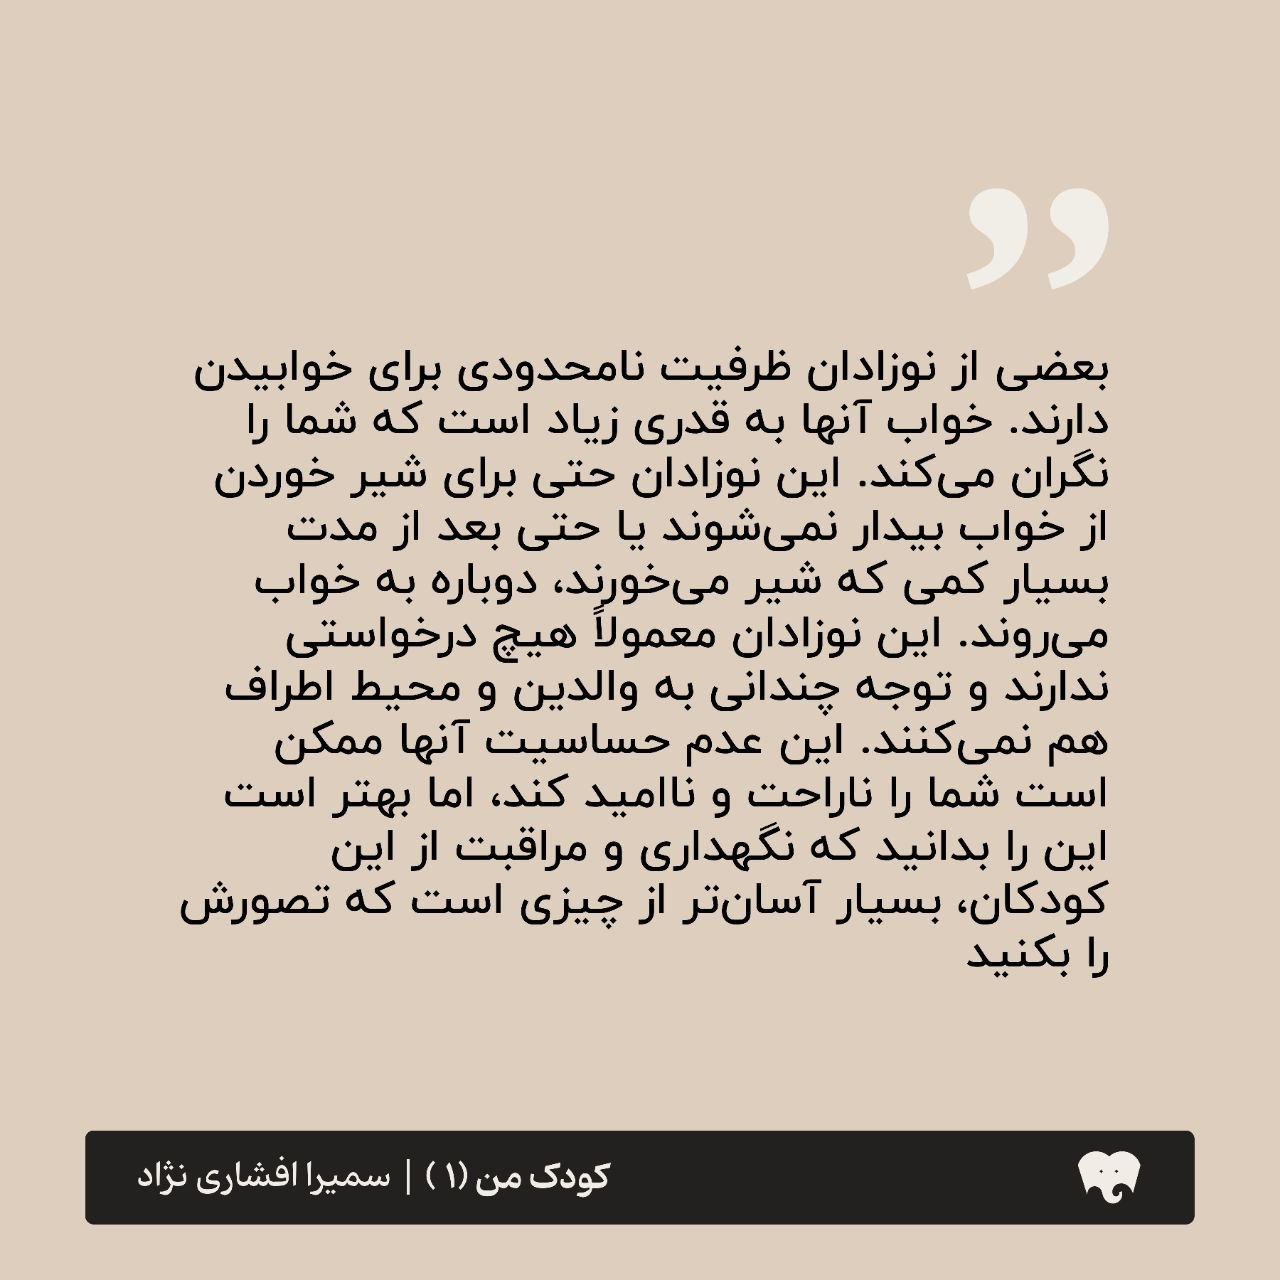 ”
بعضی از نوزادان ظرفیت نامحدودی برای خوابیدن
دارند. خواب آنها به قدری زیاد است که شما را
نگران می‌کند. این نوزادان حتی برای شیر خوردن
از خواب بیدار نمی‌شوند یا حتی بعد از مدت
بسیار کمی که شیر می‌خورند، دوباره به خواب
می‌روند. این نوزادان معمولاً هیچ درخواستی
ندارند و توجه چندانی به والدین و محیط اطراف
هم نمی‌کنند. این عدم حساسیت آنها ممکن
است شما را ناراحت و ناامید کند، اما بهتر است
این را بدانید که نگهداری و مراقبت از این
کودکان، بسیار آسان‌تر از چیزی است که تصورش
را بکنید
کودک من (۱) | سمیرا افشاری نژاد